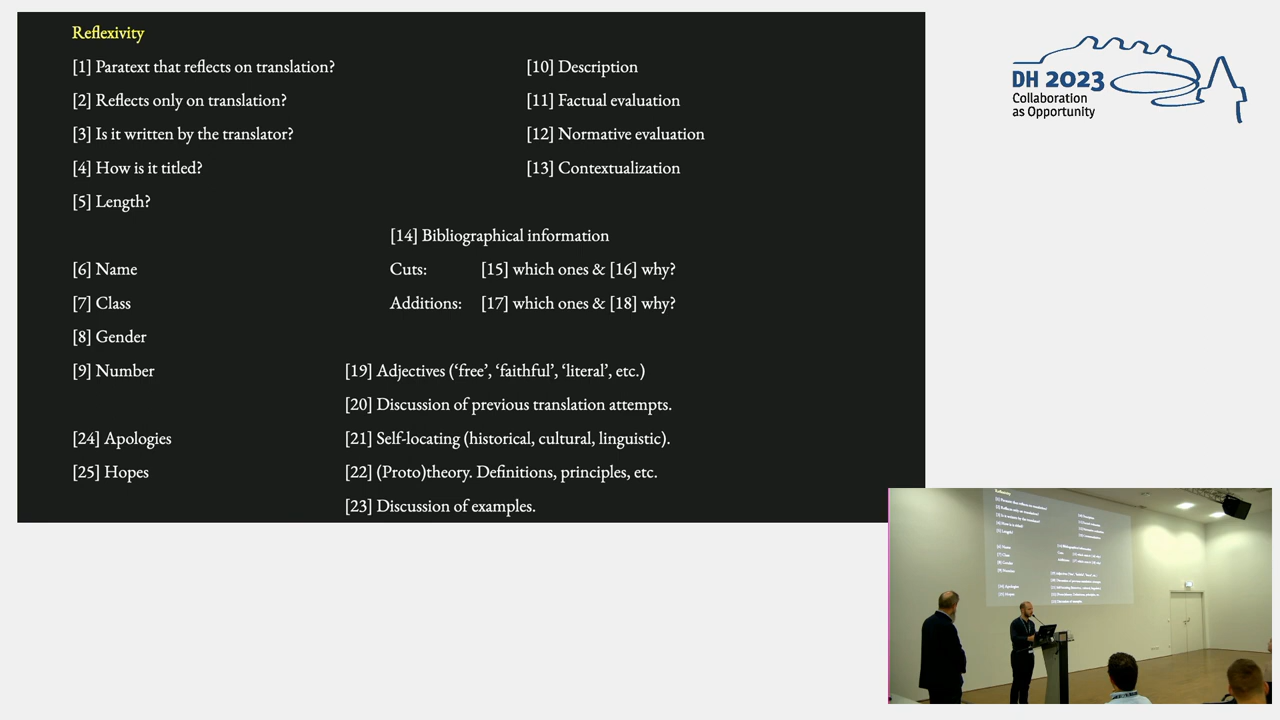 Reflexivity
[1] Paratext that reflects on translation?
[2] Reflects only on translation?
[3] Is it written by the translator?
[4] How is it titled?
[5] Length?
[10] Description
[11] Factual evaluation
[12] Normative evaluation
[13] Contextualization
[14] Bibliographical information
Cuts: [15] which ones & [16] why?
Additions: [17] which ones & [18] why?
[6] Name
[7] Class
[8] Gender
[9] Number
[19] Adjectives (‘free’, ‘faithful’, ‘literal’, etc.)
[20] Discussion of previous translation attempts.
[21] Self-locating (historical, cultural, linguistic).
[22] (Proto)theory. Definitions, principles, etc.
[23] Discussion of examples.
[24] Apologies
[25] Hopes
DH 2023
Collaboration
as Opportunity